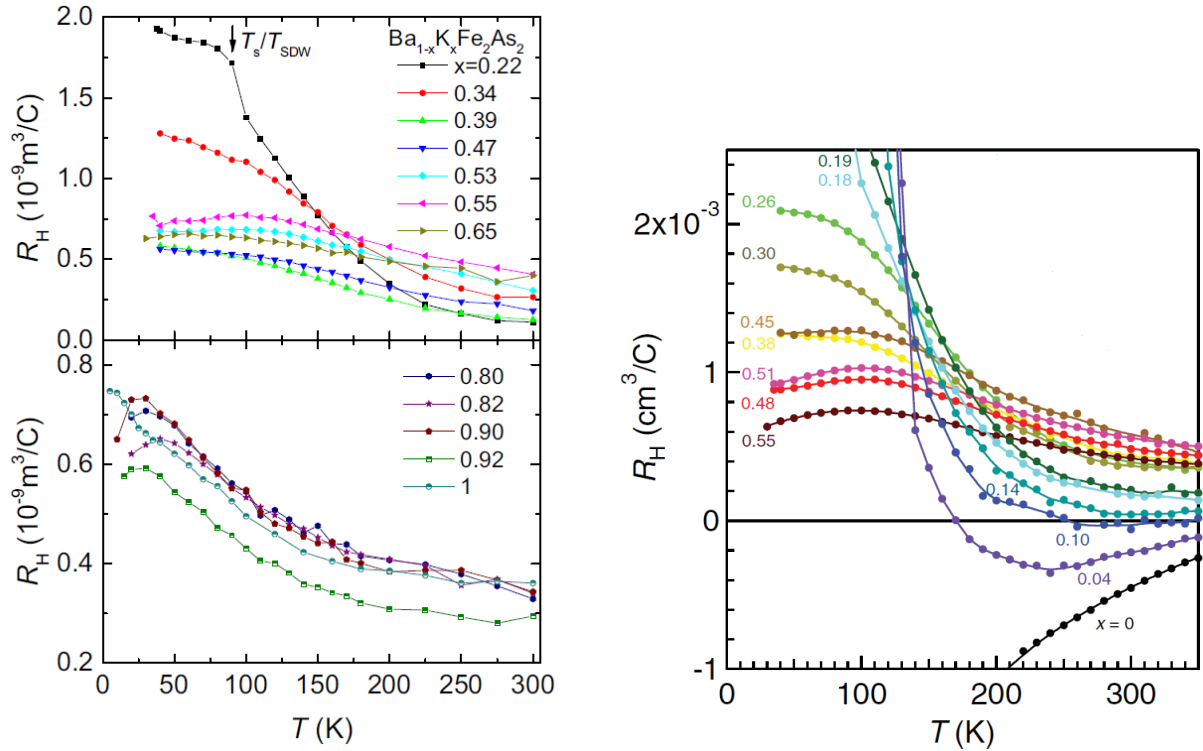 2.0
1.5
1.0
0.5
0.0
R_H (10^-9 m^3/C)
T_s/T_SDW
Ba_1-xK_xFe_2As_2
x=0.22
0.34
0.39
0.47
0.53
0.55
0.65
0.8
0.6
0.4
0.2
R_H (10^-9 m^3/C)
0.80
0.82
0.90
0.92
1
0 50 100 150 200 250 300
T (K)
2x10^-3
1
0
-1
R_H (cm^3/C)
0.19
0.18
0.26
0.30
0.45
0.38
0.51
0.48
0.55
0.14
0.10
0.04
x = 0
0 100 200 300
T (K)